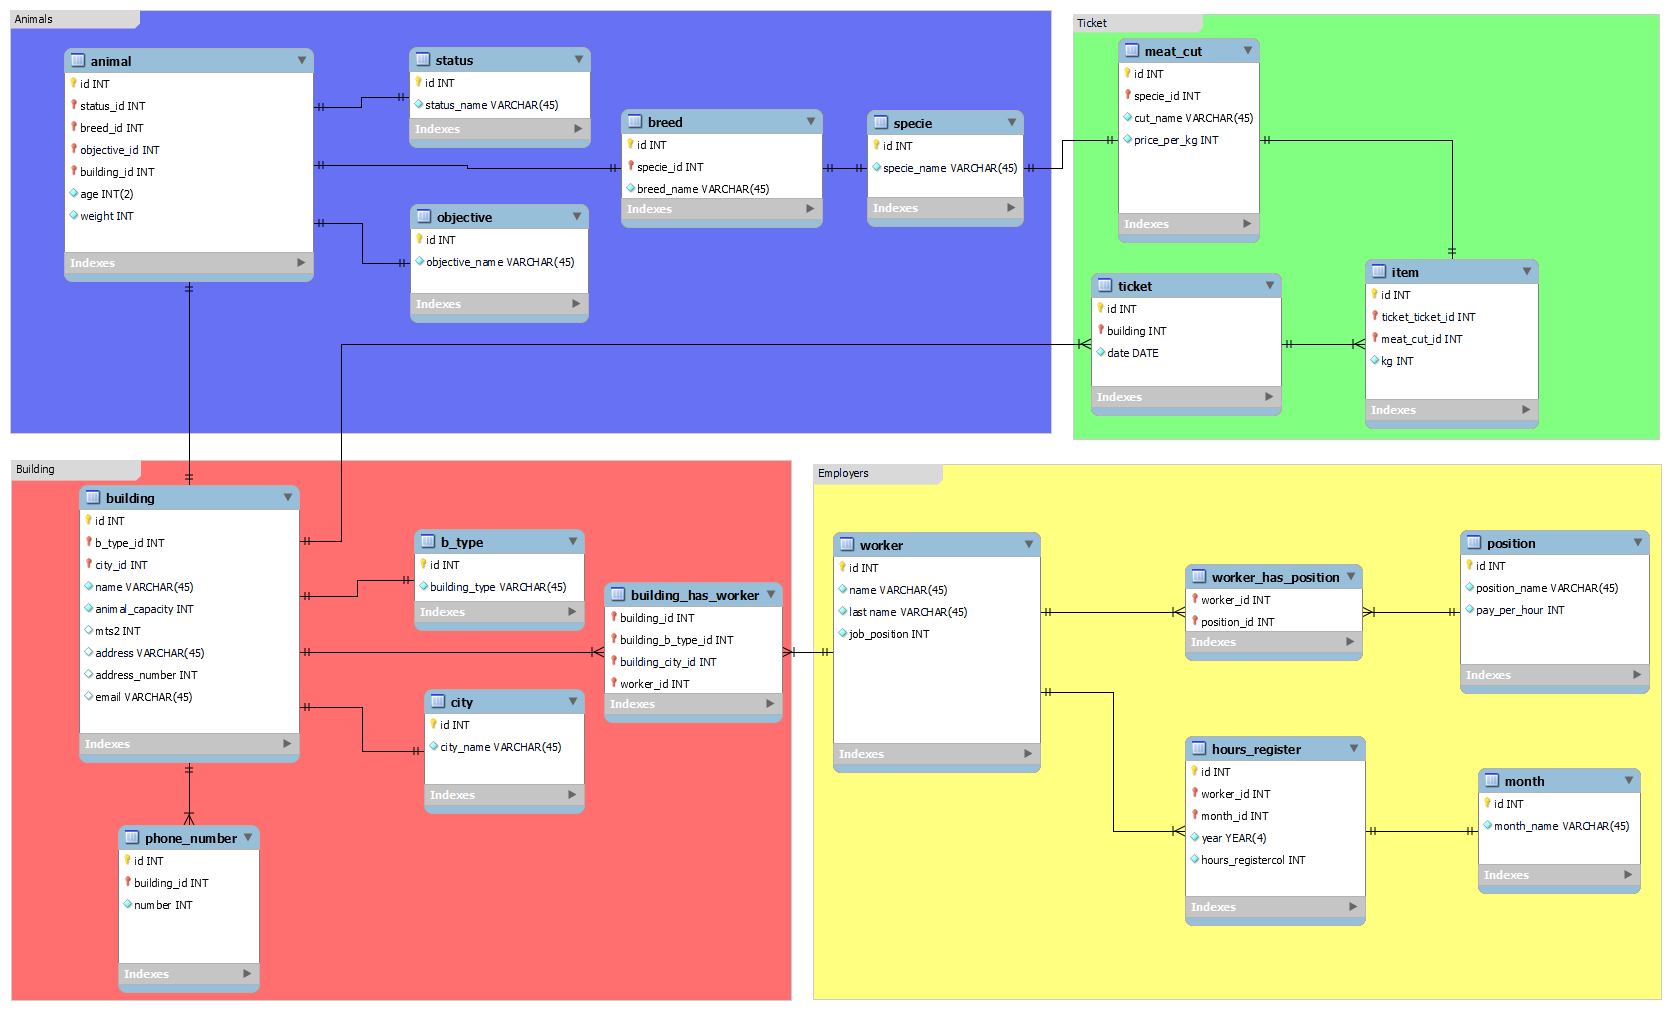 Animals
animal
id INT
status_id INT
breed_id INT
objective_id INT
building_id INT
age INT(2)
weight INT
Indexes
status
id INT
status_name VARCHAR(45)
Indexes
objective
id INT
objective_name VARCHAR(45)
Indexes
breed
id INT
specie_id INT
breed_name VARCHAR(45)
Indexes
specie
id INT
specie_name VARCHAR(45)
Indexes
Ticket
meat_cut
id INT
specie_id INT
cut_name VARCHAR(45)
price_per_kg INT
Indexes
ticket
id INT
building INT
date DATE
Indexes
item
id INT
ticket_ticket_id INT
meat_cut_id INT
kg INT
Indexes
Building
building
id INT
b_type_id INT
city_id INT
name VARCHAR(45)
animal_capacity INT
mts2 INT
address VARCHAR(45)
address_number INT
email VARCHAR(45)
Indexes
b_type
id INT
building_type VARCHAR(45)
Indexes
building_has_worker
building_id INT
building_b_type_id INT
building_city_id INT
worker_id INT
Indexes
city
id INT
city_name VARCHAR(45)
Indexes
phone_number
id INT
building_id INT
number INT
Indexes
Employers
worker
id INT
name VARCHAR(45)
last name VARCHAR(45)
job_position INT
Indexes
worker_has_position
worker_id INT
position_id INT
Indexes
position
id INT
position_name VARCHAR(45)
pay_per_hour INT
Indexes
hours_register
id INT
worker_id INT
month_id INT
year YEAR(4)
hours_registercol INT
Indexes
month
id INT
month_name VARCHAR(45)
Indexes